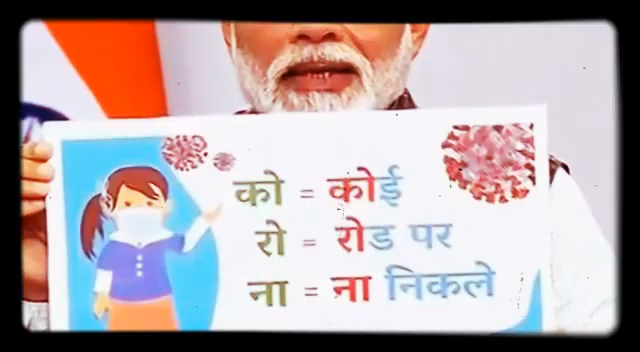 को = कोई
रो = रोड पर
ना = ना निकले